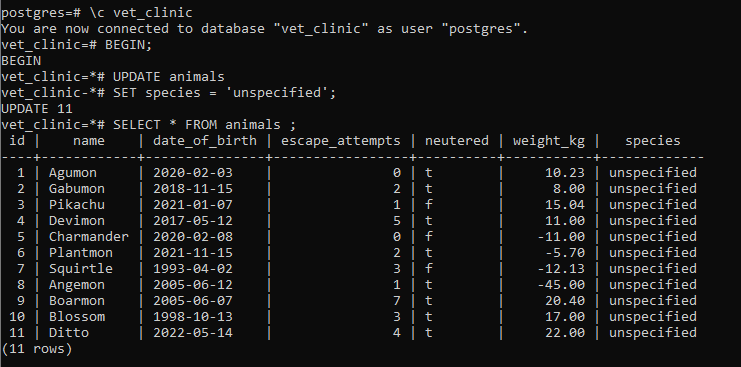 postgres=# \c vet_clinic
You are now connected to database "vet_clinic" as user "postgres".
vet_clinic=# BEGIN;
BEGIN
vet_clinic=*# UPDATE animals
vet_clinic-*# SET species = 'unspecified';
UPDATE 11
vet_clinic=*# SELECT * FROM animals ;
 id |    name    | date_of_birth | escape_attempts | neutered | weight_kg |   species
----+------------+---------------+-----------------+----------+-----------+-------------
  1 | Agumon     | 2020-02-03    |               0 | t        |     10.23 | unspecified
  2 | Gabumon    | 2018-11-15    |               2 | t        |      8.00 | unspecified
  3 | Pikachu    | 2021-01-07    |               1 | f        |     15.04 | unspecified
  4 | Devimon    | 2017-05-12    |               5 | t        |     11.00 | unspecified
  5 | Charmander | 2020-02-08    |               0 | f        |    -11.00 | unspecified
  6 | Plantmon   | 2021-11-15    |               2 | t        |     -5.70 | unspecified
  7 | Squirtle   | 1993-04-02    |               3 | f        |    -12.13 | unspecified
  8 | Angemon    | 2005-06-12    |               1 | t        |    -45.00 | unspecified
  9 | Boarmon    | 2005-06-07    |               7 | t        |     20.40 | unspecified
 10 | Blossom    | 1998-10-13    |               3 | t        |     17.00 | unspecified
 11 | Ditto      | 2022-05-14    |               4 | t        |     22.00 | unspecified
(11 rows)